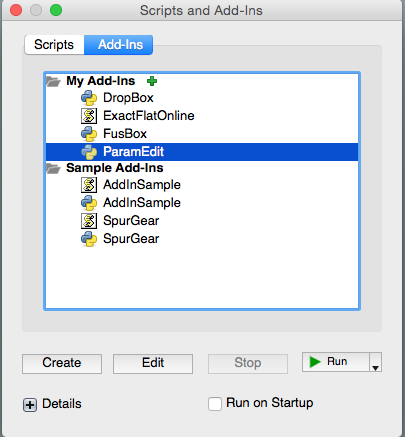 Scripts and Add-Ins
Scripts Add-Ins
My Add-Ins
DropBox
ExactFlatOnline
FusBox
ParamEdit
Sample Add-Ins
AddInSample
AddInSample
SpurGear
SpurGear
Create Edit Stop Run
Details Run on Startup